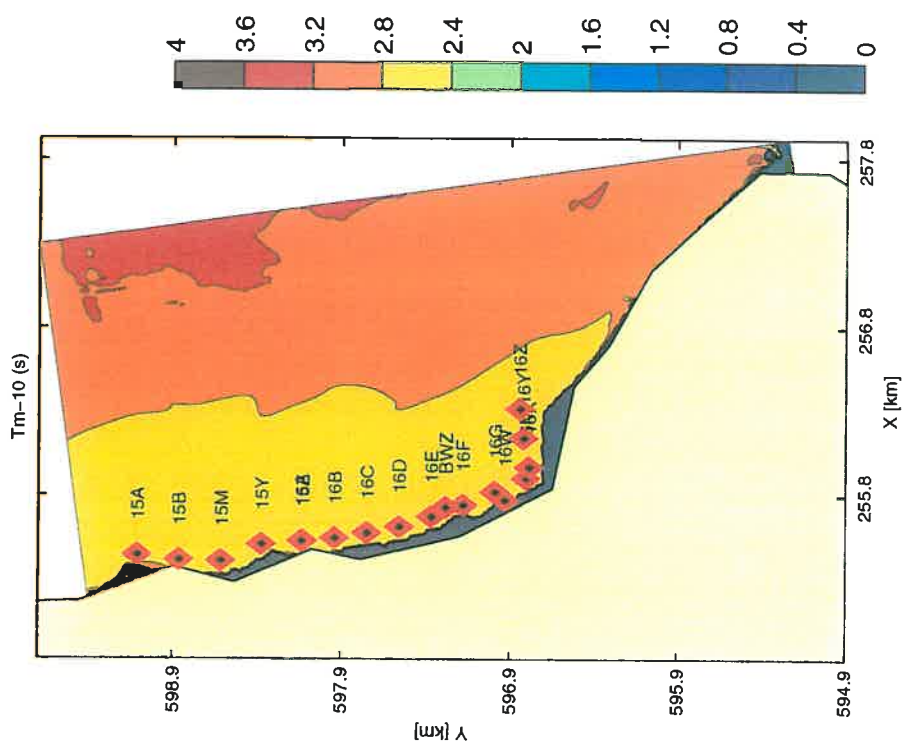 Tm-10 (s)
4
3.6
3.2
2.8
2.4
2
1.6
1.2
0.8
0.4
0
15A
15B
15M
15Y
16B
16C
16D
16E
BWZ
16F
16G
16W
16Y
16Z
598.9
597.9
596.9
595.9
594.9
Y [km]
257.8
256.8
255.8
X [km]